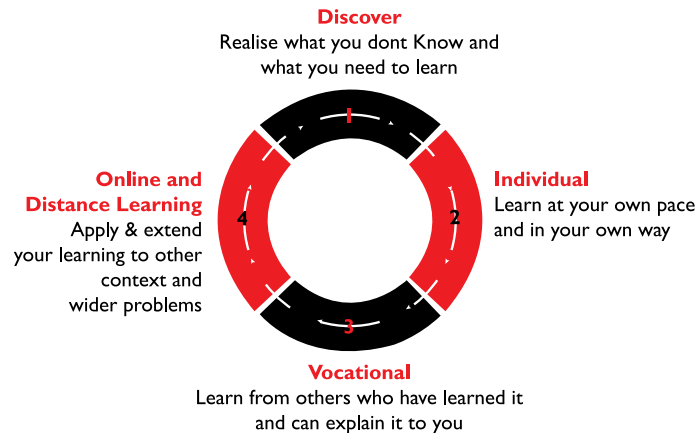 Discover
Realise what you dont Know and
what you need to learn
1
Individual
Learn at your own pace
and in your own way
2
3
Vocational
Learn from others who have learned it
and can explain it to you
Online and
Distance Learning
Apply & extend
your learning to other
context and
wider problems
4